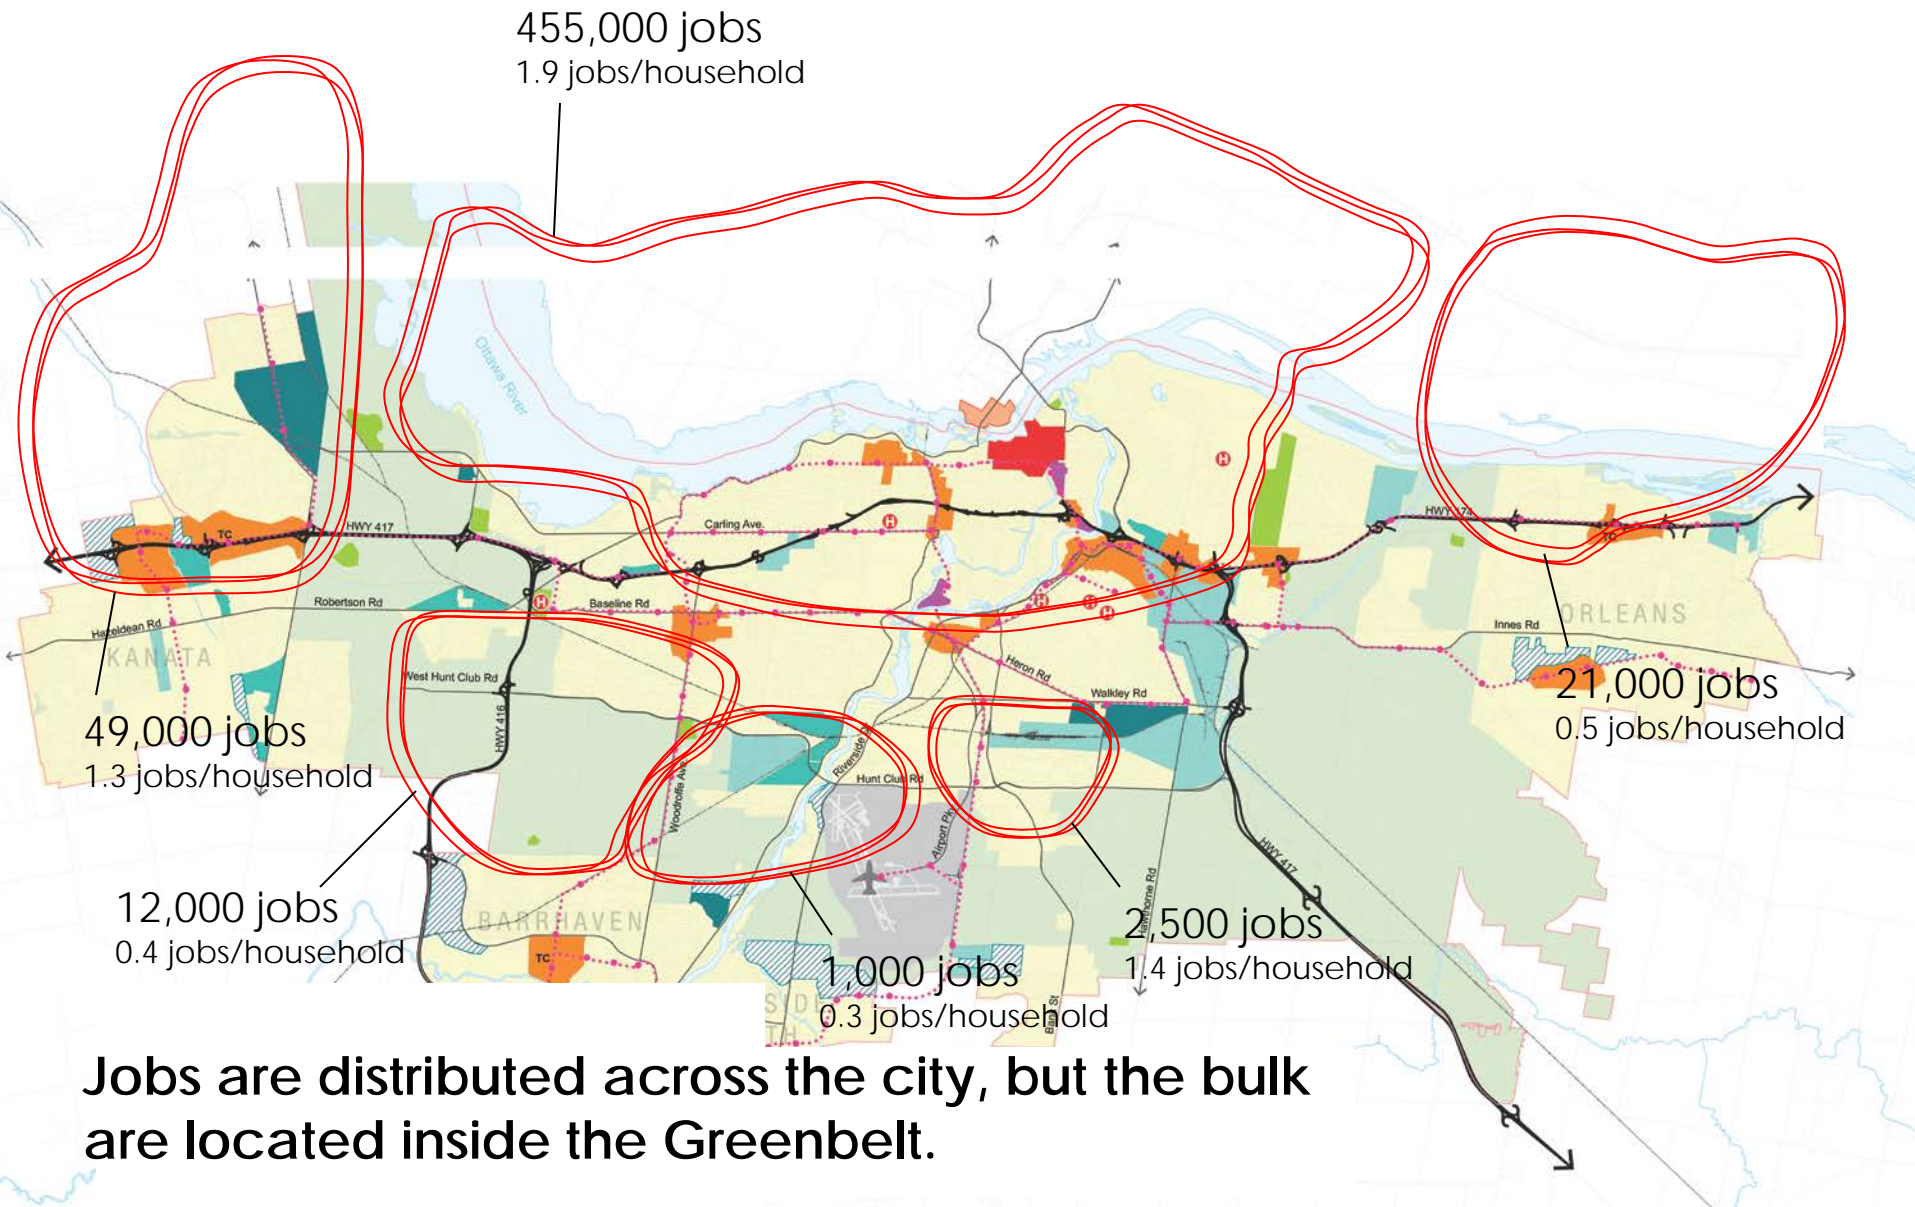 455,000 jobs
1.9 jobs/household
Ottawa River
H
H
Carling Ave.
HWY 417
TC
HWY 174
TC
Robertson Rd
H
Baseline Rd
H
H
H
Hazeldean Rd
KANATA
ORLEANS
Innes Rd
Heron Rd
West Hunt Club Rd
Walkley Rd
21,000 jobs
0.5 jobs/household
49,000 jobs
1.3 jobs/household
HWY 416
Riverside Dr
Woodroffe Ave.
Hunt Club Rd
Airport Pky
HWY 417
Hawthorne Rd
12,000 jobs
0.4 jobs/household
BARRHAVEN
TC
2,500 jobs
1.4 jobs/household
1,000 jobs
0.3 jobs/household
SIDE
TH
Bank St
Jobs are distributed across the city, but the bulk
are located inside the Greenbelt.